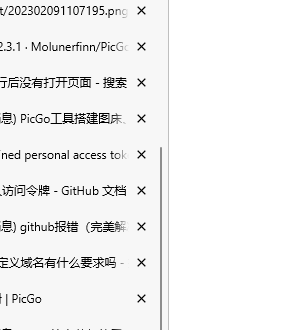 t/202302091107195.png
2.3.1 · Molunerfinn/PicGo
行后没有打开页面 - 搜索
息) PicGo工具搭建图床
ned personal access tok
访问令牌 - GitHub 文档
息) github报错（完美解
定义域名有什么要求吗 -
| PicGo